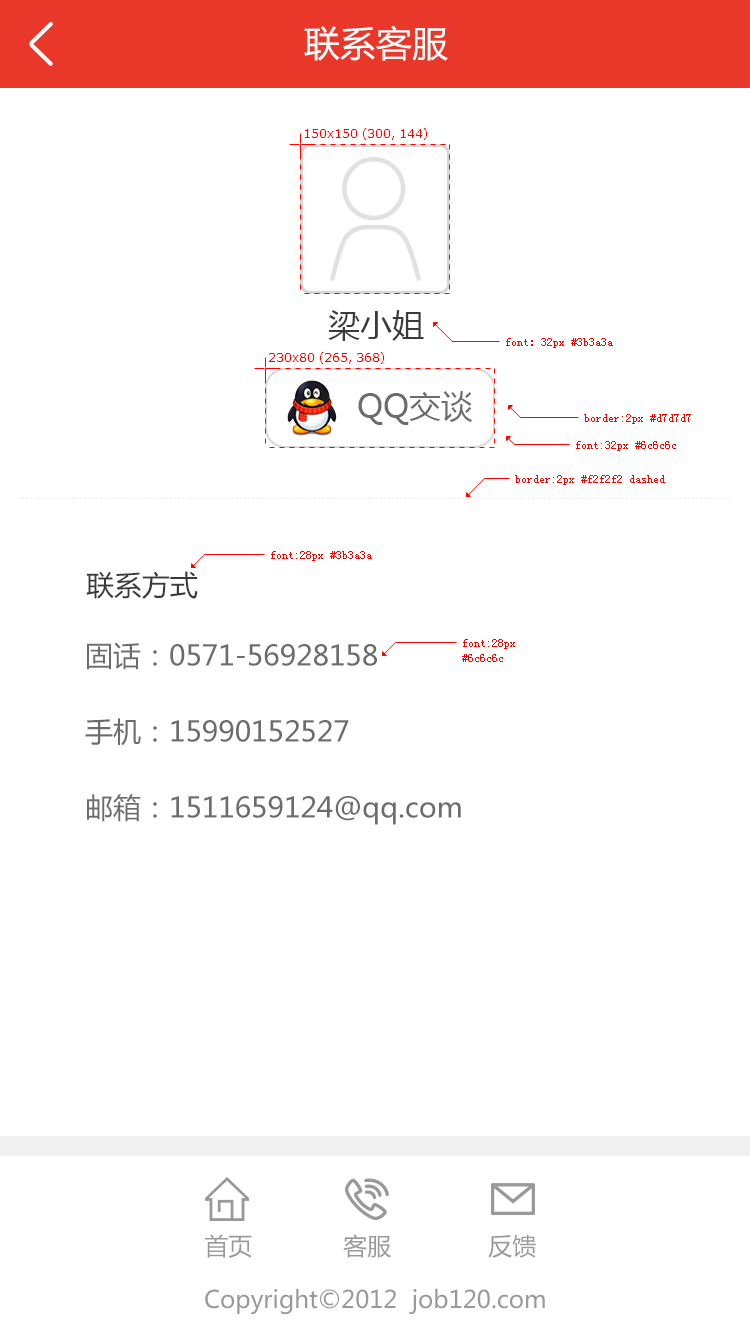 联系客服
150x150 (300, 144)
梁小姐
font: 32px #3b3a3a
230x80 (265, 368)
QQ交谈
border:2px #d7d7d7
font:32px #6c6c6c
border:2px #f2f2f2 dashed
font:28px #3b3a3a
联系方式
固话：0571-56928158
font:28px
#6c6c6c
手机：15990152527
邮箱：1511659124@qq.com
首页 客服 反馈
Copyright©2012 job120.com